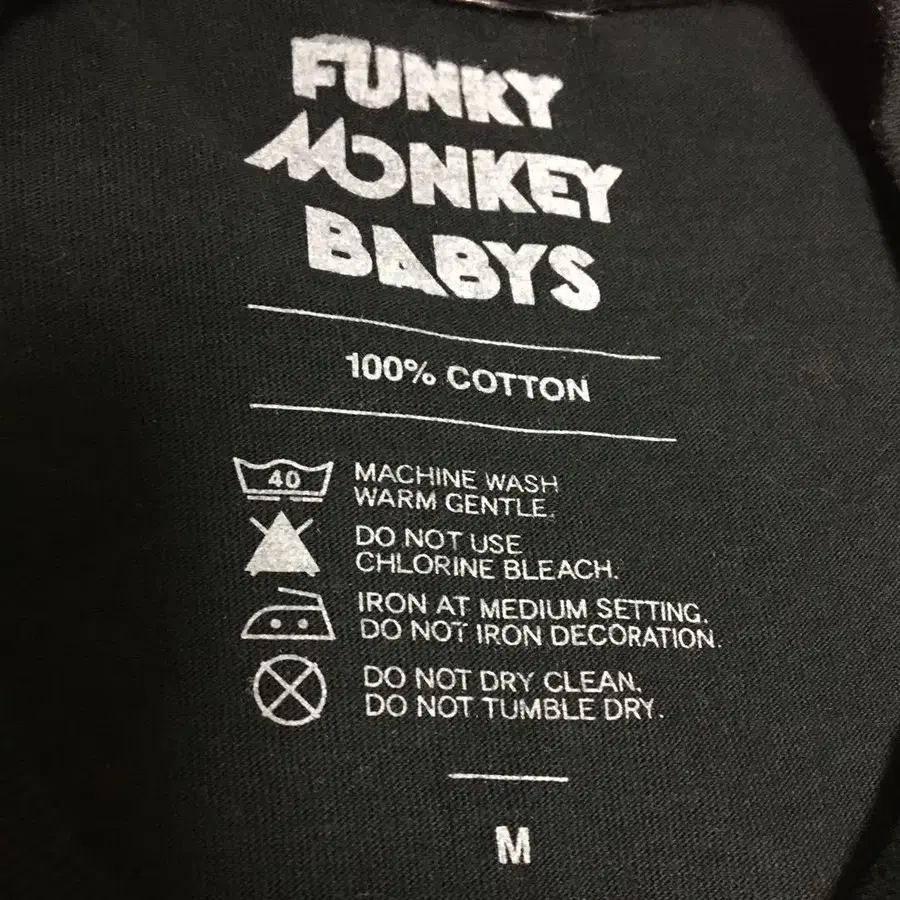 FUNKY
MONKEY
BABYS
100% COTTON
40
MACHINE WASH
WARM GENTLE.
DO NOT USE
CHLORINE BLEACH.
IRON AT MEDIUM SETTING.
DO NOT IRON DECORATION.
DO NOT DRY CLEAN.
DO NOT TUMBLE DRY.
M